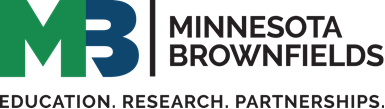 MB | MINNESOTA
BROWNFIELDS
EDUCATION. RESEARCH. PARTNERSHIPS.